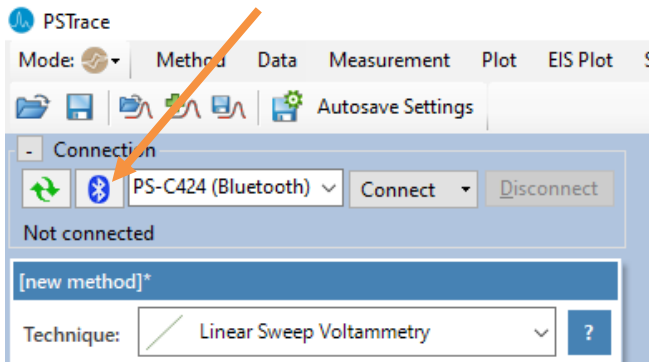 PSTrace
Mode: Method Data Measurement Plot EIS Plot
Autosave Settings
- Connection
PS-C424 (Bluetooth) Connect Disconnect
Not connected
[new method]*
Technique: Linear Sweep Voltammetry ?